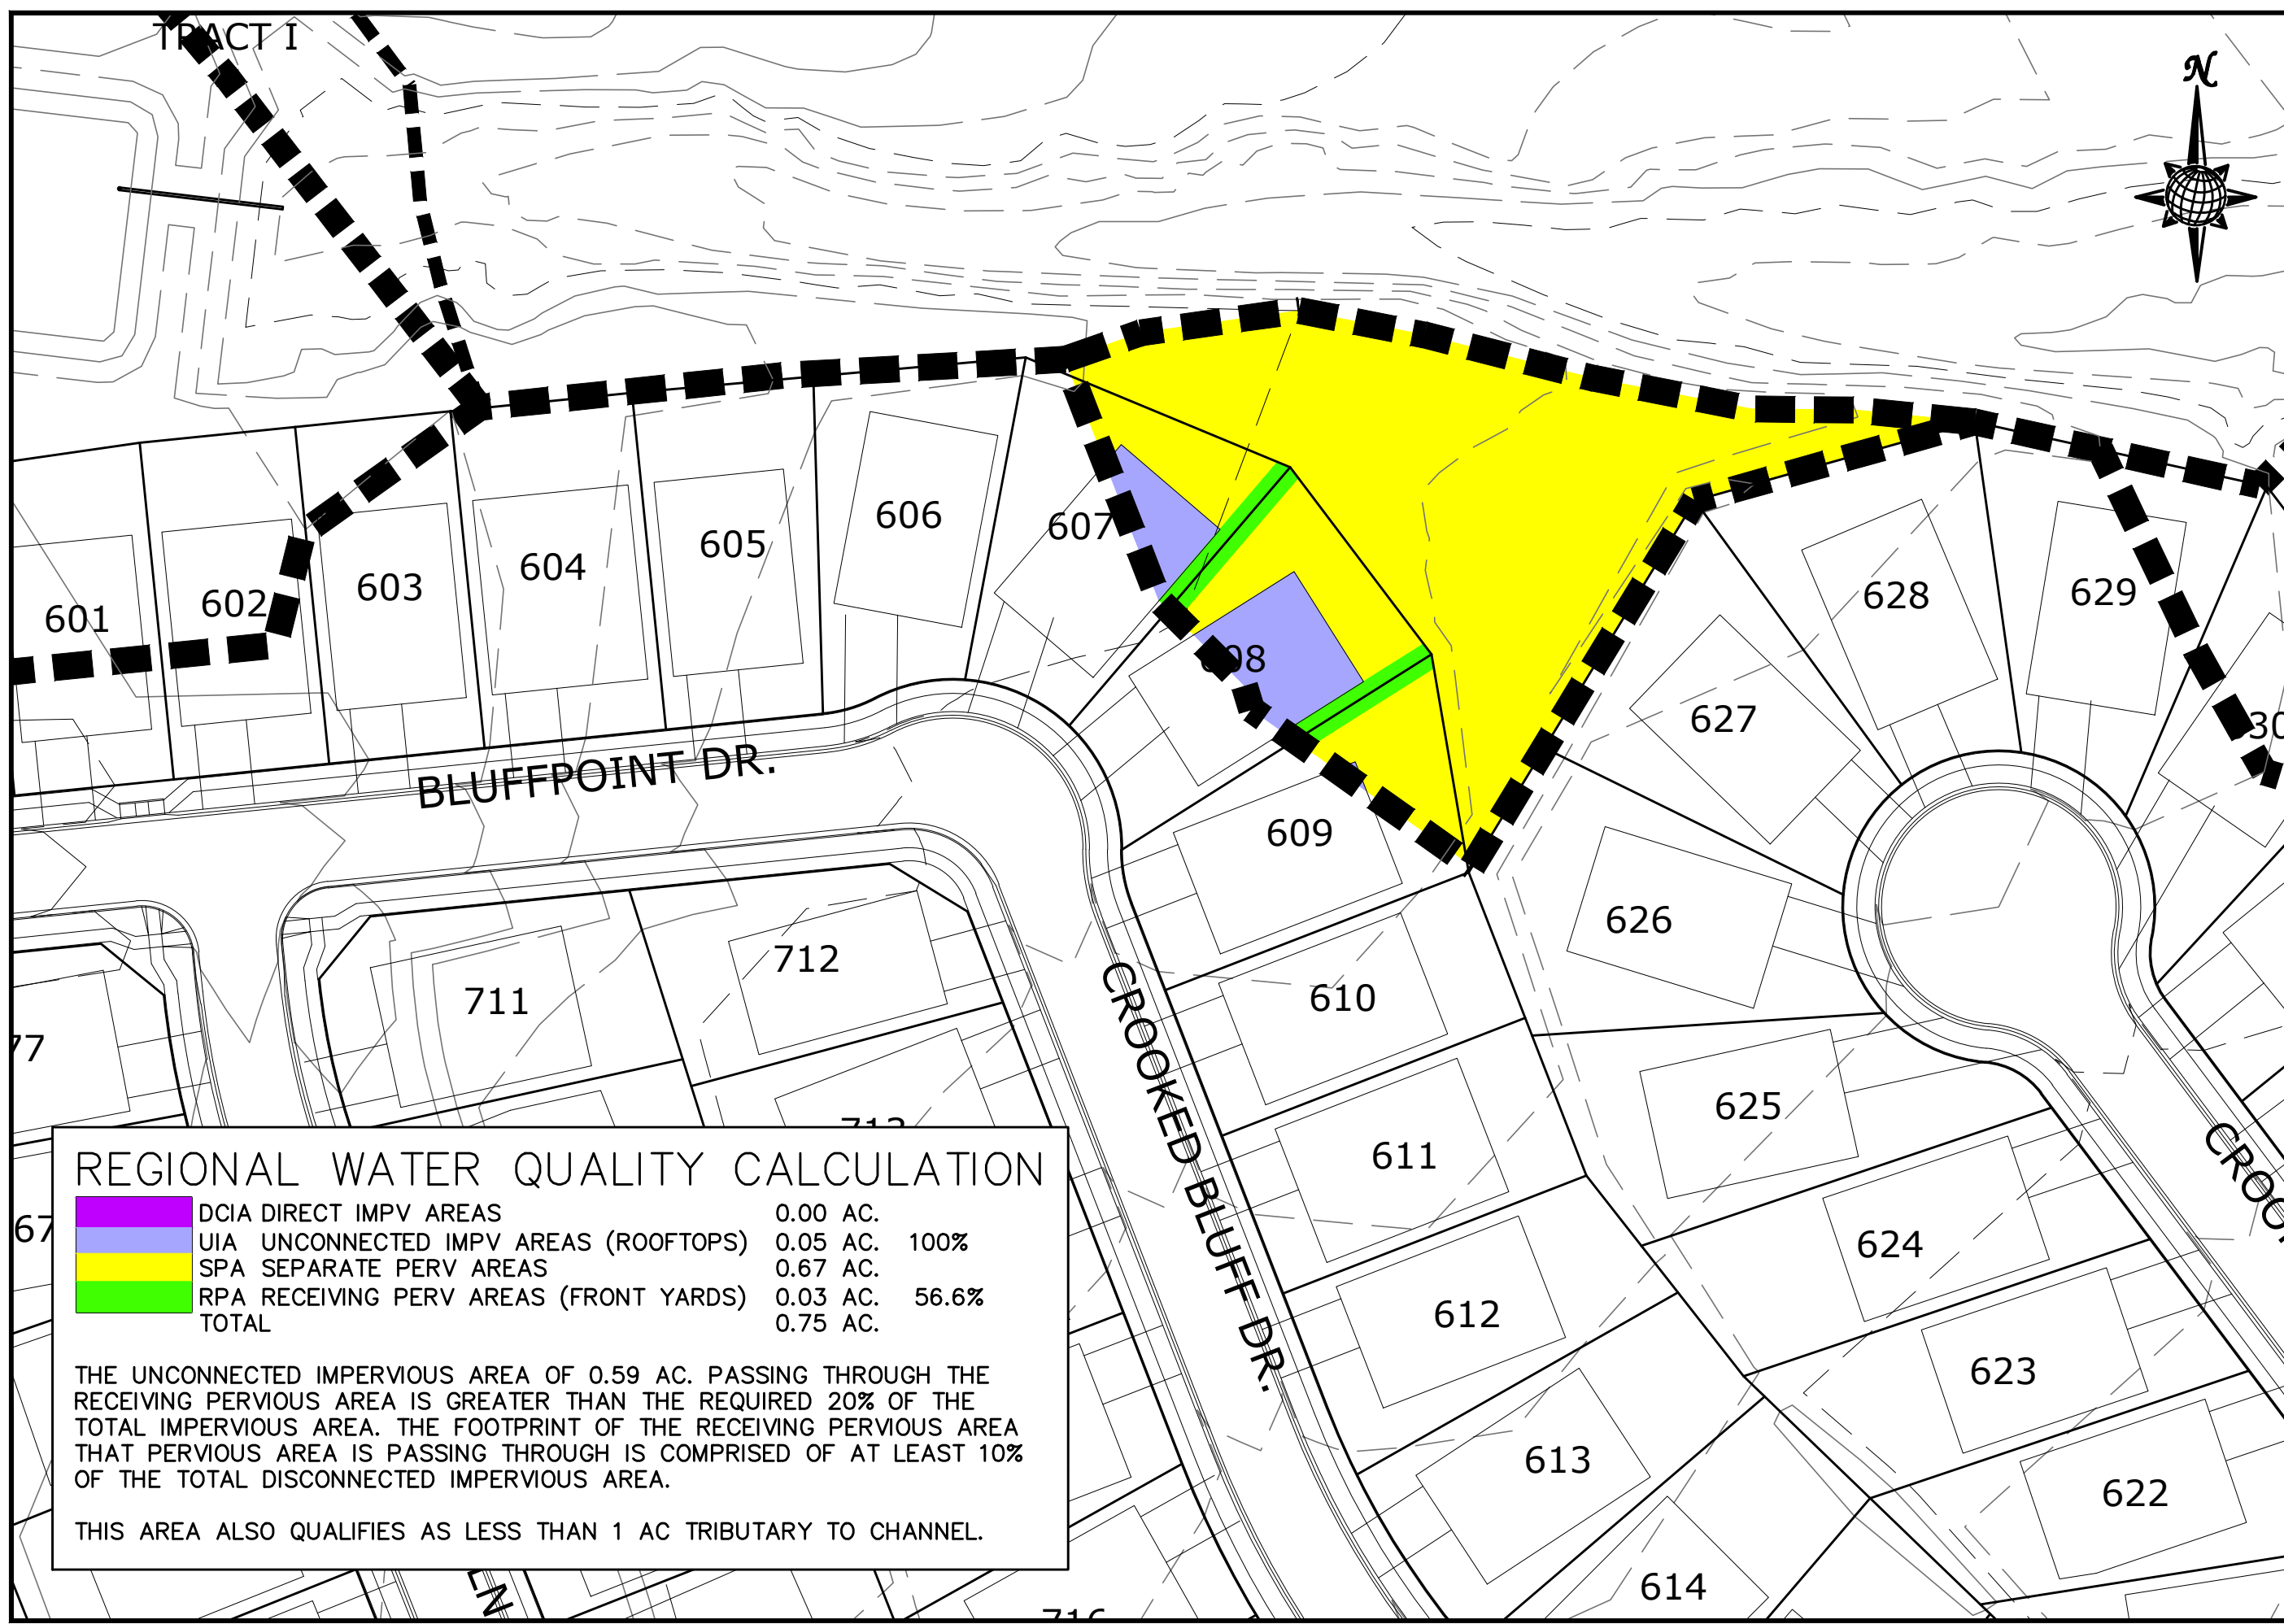 TRACT I
N
606
607
605
604
603
602
601
608
628
629
30
627
BLUFFPOINT DR.
609
626
712
711
610
77
CROOKED BLUFF DR.
625
611
713
67
624
612
623
613
622
614
REGIONAL WATER QUALITY CALCULATION
DCIA DIRECT IMPV AREAS 0.00 AC.
UIA UNCONNECTED IMPV AREAS (ROOFTOPS) 0.05 AC. 100%
SPA SEPARATE PERV AREAS 0.67 AC.
RPA RECEIVING PERV AREAS (FRONT YARDS) 0.03 AC. 56.6%
TOTAL 0.75 AC.
THE UNCONNECTED IMPERVIOUS AREA OF 0.59 AC. PASSING THROUGH THE
RECEIVING PERVIOUS AREA IS GREATER THAN THE REQUIRED 20% OF THE
TOTAL IMPERVIOUS AREA. THE FOOTPRINT OF THE RECEIVING PERVIOUS AREA
THAT PERVIOUS AREA IS PASSING THROUGH IS COMPRISED OF AT LEAST 10%
OF THE TOTAL DISCONNECTED IMPERVIOUS AREA.
THIS AREA ALSO QUALIFIES AS LESS THAN 1 AC TRIBUTARY TO CHANNEL.
LN
716